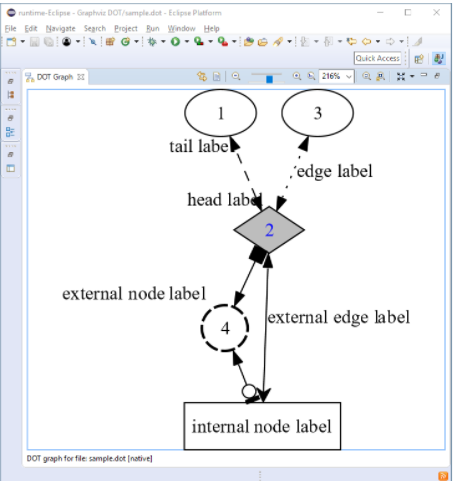 runtime-Eclipse - Graphviz DOT/sample.dot - Eclipse Platform
File Edit Navigate Search Project Run Window Help
Quick Access
DOT Graph
216%
1
3
tail label
edge label
head label
2
external node label
external edge label
4
internal node label
DOT graph for file: sample.dot [native]